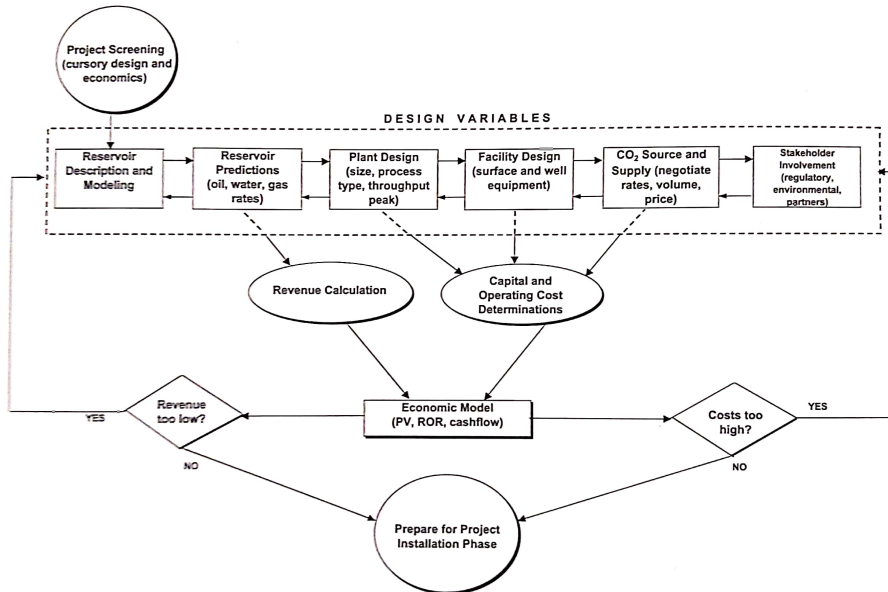 Project Screening
(cursory design and
economics)
DESIGN VARIABLES
Reservoir
Description and
Modeling
Reservoir
Predictions
(oil, water, gas
rates)
Plant Design
(size, process
type, throughput
peak)
Facility Design
(surface and well
equipment)
CO₂ Source and
Supply (negotiate
rates, volume,
price)
Stakeholder
Involvement
(regulatory,
environmental,
partners)
Revenue Calculation
Capital and
Operating Cost
Determinations
YES
Revenue
too low?
Economic Model
(PV, ROR, cashflow)
Costs too
high?
YES
NO
NO
Prepare for Project
Installation Phase